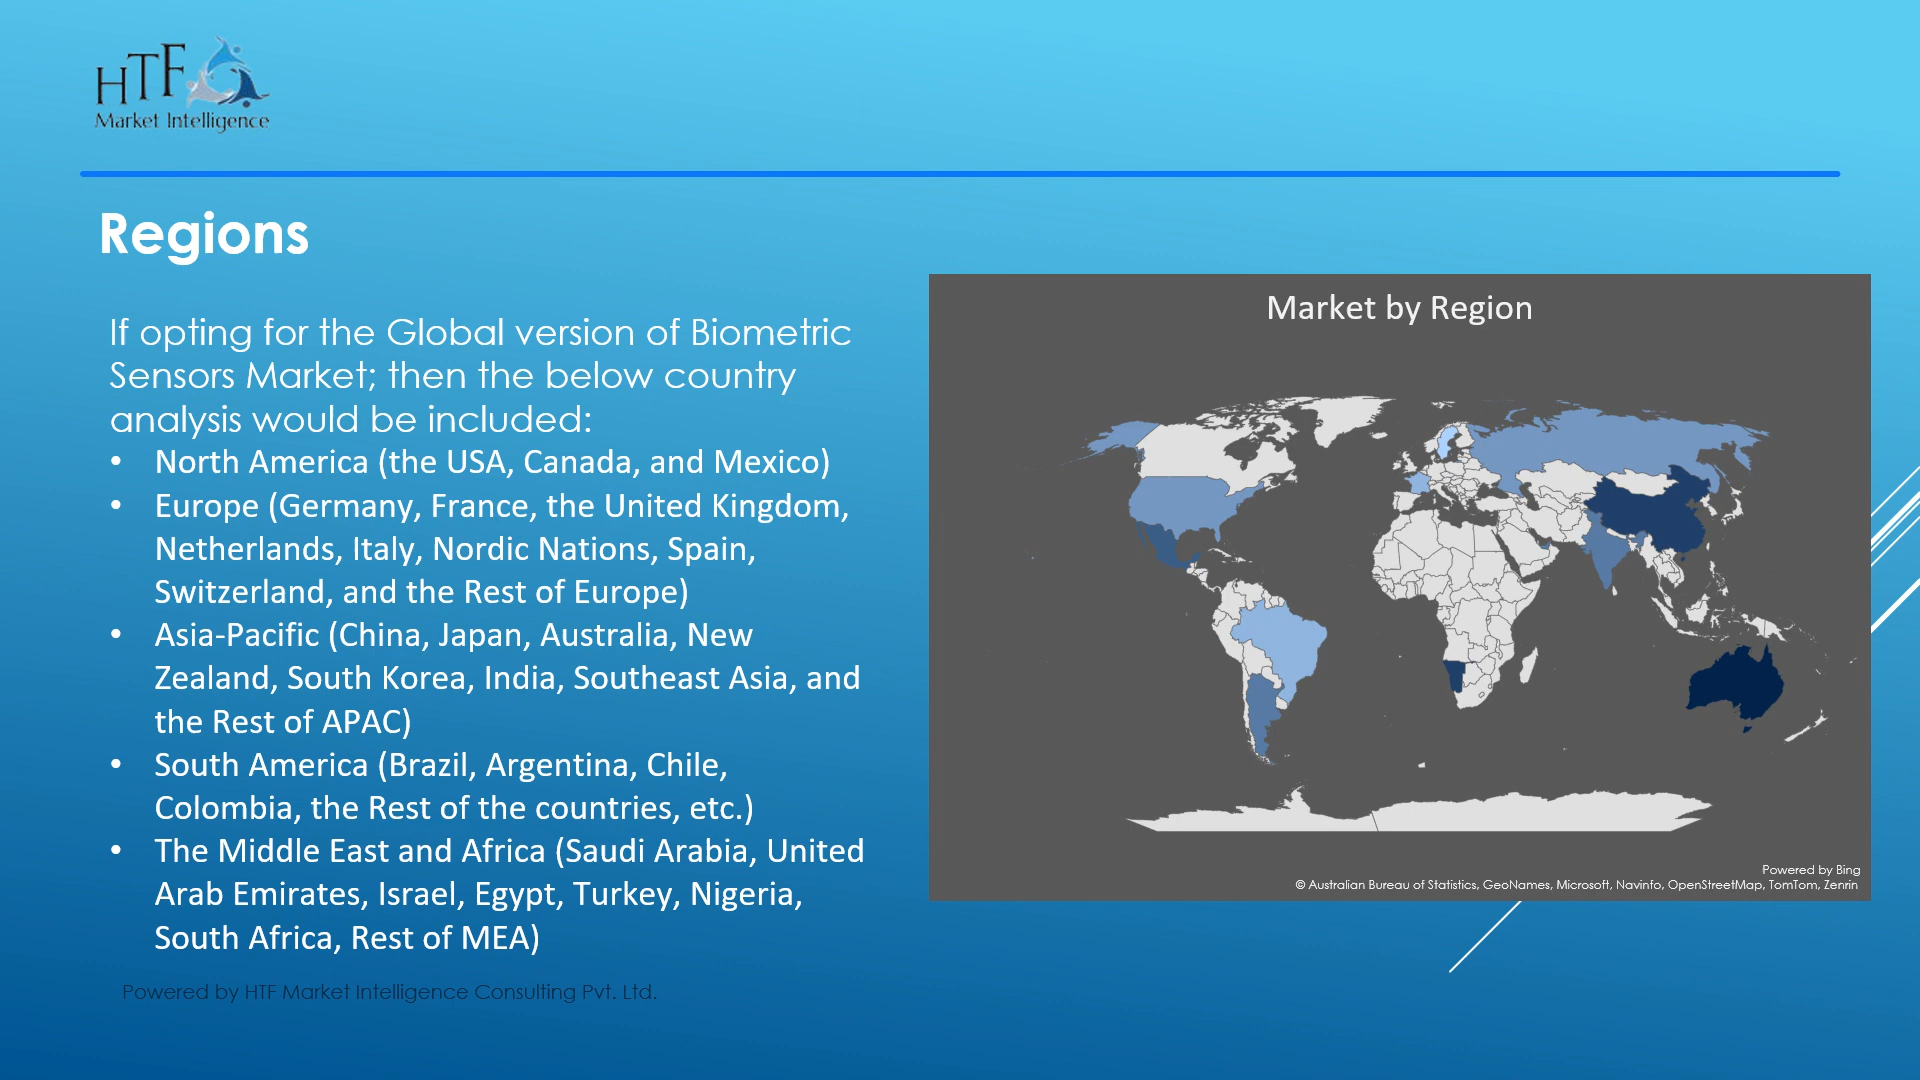 HTF
Market Intelligence
Regions
If opting for the Global version of Biometric
Sensors Market; then the below country
analysis would be included:
• North America (the USA, Canada, and Mexico)
• Europe (Germany, France, the United Kingdom,
Netherlands, Italy, Nordic Nations, Spain,
Switzerland, and the Rest of Europe)
• Asia-Pacific (China, Japan, Australia, New
Zealand, South Korea, India, Southeast Asia, and
the Rest of APAC)
• South America (Brazil, Argentina, Chile,
Colombia, the Rest of the countries, etc.)
• The Middle East and Africa (Saudi Arabia, United
Arab Emirates, Israel, Egypt, Turkey, Nigeria,
South Africa, Rest of MEA)
Powered by HTF Market Intelligence Consulting Pvt. Ltd.
Market by Region
Powered by Bing
© Australian Bureau of Statistics, GeoNames, Microsoft, Navinfo, OpenStreetMap, TomTom, Zenrin